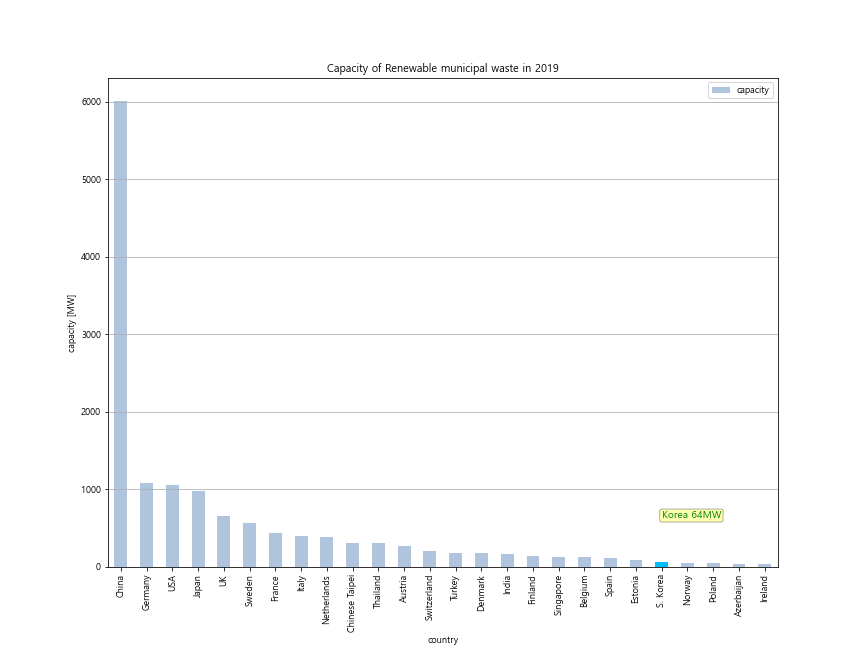 Capacity of Renewable municipal waste in 2019
capacity
6000
5000
4000
3000
2000
1000
0
capacity [MW]
Korea 64MW
China
Germany
USA
Japan
UK
Sweden
France
Italy
Netherlands
Chinese Taipei
Thailand
Austria
Switzerland
Turkey
Denmark
India
Finland
Singapore
Belgium
Spain
Estonia
S. Korea
Norway
Poland
Azerbaijan
Ireland
country